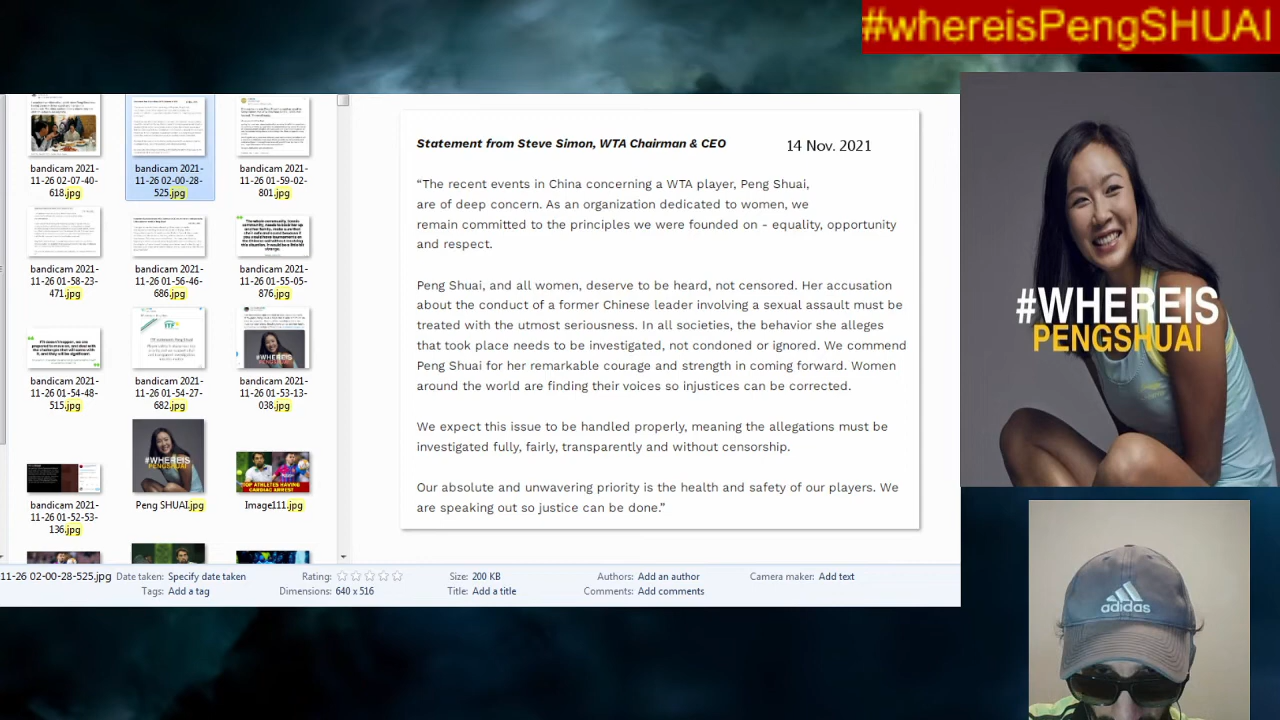 #whereisPengSHUAI
bandicam 2021-
11-26 02-07-40-
618.jpg
bandicam 2021-
11-26 02-00-28-
525.jpg
bandicam 2021-
11-26 01-59-02-
801.jpg
bandicam 2021-
11-26 01-58-23-
471.jpg
bandicam 2021-
11-26 01-56-46-
686.jpg
bandicam 2021-
11-26 01-55-05-
876.jpg
bandicam 2021-
11-26 01-54-48-
515.jpg
bandicam 2021-
11-26 01-54-27-
682.jpg
bandicam 2021-
11-26 01-53-13-
038.jpg
bandicam 2021-
11-26 01-52-53-
136.jpg
#WHEREIS
PENGSHUAI
Peng SHUAI.jpg
TOP ATHLETES HAVING
CARDIAC ARREST
Image111.jpg
ement from Steve Simon, WTA Chairman & CEO 14 Nov 2021
“The recent events in China concerning a WTA player, Peng Shuai,
are of deep concern. As an organization dedicated to women, we
remain committed to the principles we were founded on - equality, opportunity
and respect.
Peng Shuai, and all women, deserve to be heard, not censored. Her accusation
about the conduct of a former Chinese leader involving a sexual assault must be
treated with the utmost seriousness. In all societies, the behavior she alleges
that took place needs to be investigated, not condoned or ignored. We commend
Peng Shuai for her remarkable courage and strength in coming forward. Women
around the world are finding their voices so injustices can be corrected.
We expect this issue to be handled properly, meaning the allegations must be
investigated fully, fairly, transparently and without censorship.
Our absolute and unwavering priority is the health and safety of our players. We
are speaking out so justice can be done.”
11-26 02-00-28-525.jpg Date taken: Specify date taken Rating: Size: 200 KB Authors: Add an author Camera maker: Add text
Tags: Add a tag Dimensions: 640 x 516 Title: Add a title Comments: Add comments
#WHEREIS
PENGSHUAI
adidas